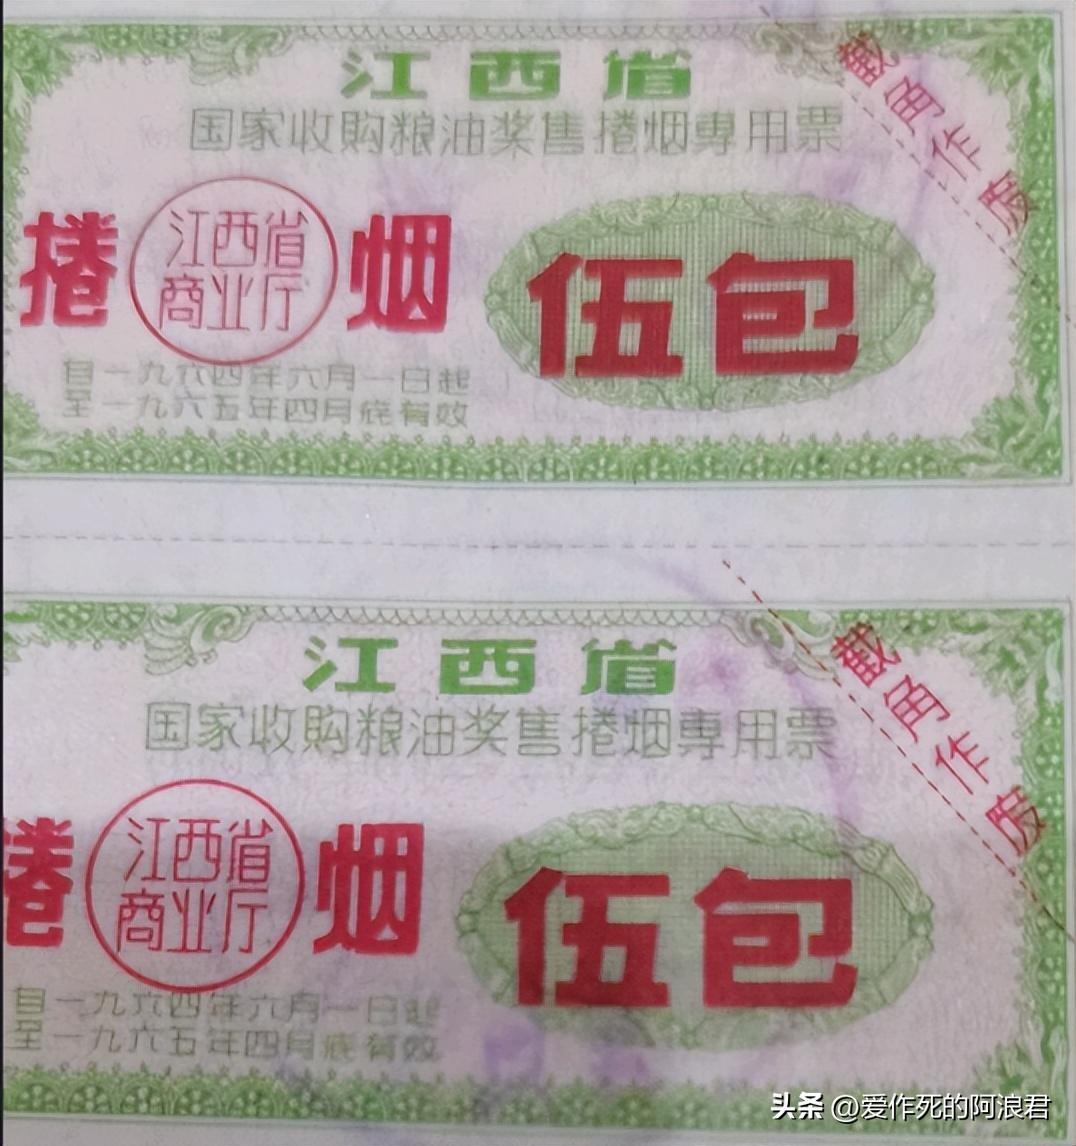 江西省
国家收购粮油奖售捲烟専用票
截角作废
捲 江西省商业厅 烟 伍包
自一九六四年六月一日起
至一九六五年四月底有效
江西省
国家收购粮油奖售捲烟専用票
截角作废
捲 江西省商业厅 烟 伍包
自一九六四年六月一日起
至一九六五年四月底有效
头条 @爱作死的阿浪君